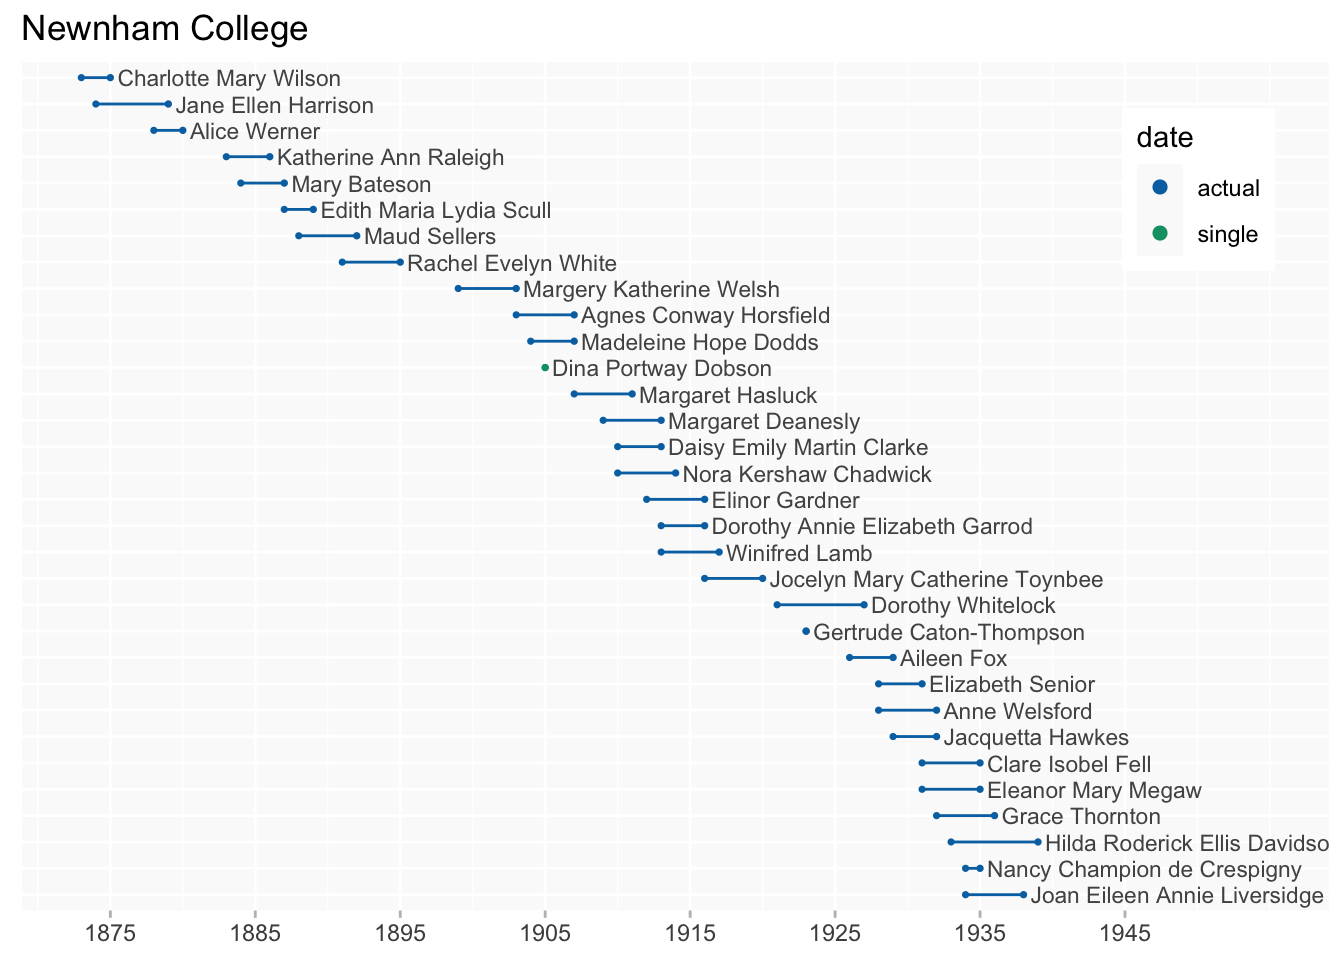 Newnham College
Charlotte Mary Wilson
Jane Ellen Harrison
Alice Werner
date
Katherine Ann Raleigh
Mary Bateson
actual
Edith Maria Lydia Scull
Maud Sellers
single
Rachel Evelyn White
Margery Katherine Welsh
Agnes Conway Horsfield
Madeleine Hope Dodds
Dina Portway Dobson
Margaret Hasluck
Margaret Deanesly
Daisy Emily Martin Clarke
Nora Kershaw Chadwick
Elinor Gardner
Dorothy Annie Elizabeth Garrod
Winifred Lamb
Jocelyn Mary Catherine Toynbee
Dorothy Whitelock
Gertrude Caton-Thompson
Aileen Fox
Elizabeth Senior
Anne Welsford
Jacquetta Hawkes
Clare Isobel Fell
Eleanor Mary Megaw
Grace Thornton
Hilda Roderick Ellis Davidso
Nancy Champion de Crespigny
Joan Eileen Annie Liversidge
1875 1885 1895 1905 1915 1925 1935 1945